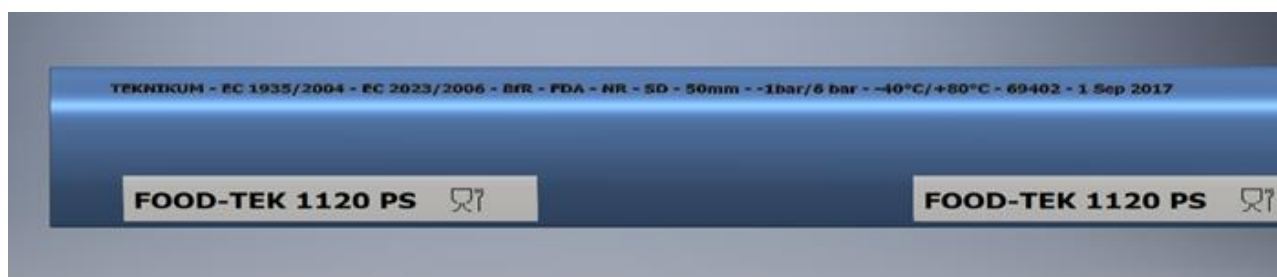 TEKNIKUM - EC 1935/2004 - EC 2023/2006 - BfR - FDA - NR - SD - 50mm - -1bar/6 bar - -40°C/+80°C - 69402 - 1 Sep 2017
FOOD-TEK 1120 PS
FOOD-TEK 1120 PS